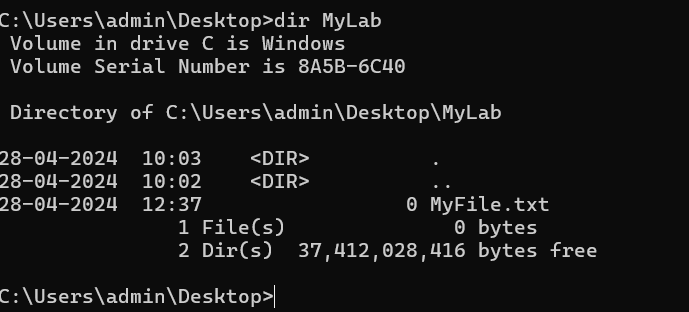 C:\Users\admin\Desktop>dir MyLab
 Volume in drive C is Windows
 Volume Serial Number is 8A5B-6C40

 Directory of C:\Users\admin\Desktop\MyLab

28-04-2024  10:03    <DIR>          .
28-04-2024  10:02    <DIR>          ..
28-04-2024  12:37                 0 MyFile.txt
               1 File(s)              0 bytes
               2 Dir(s)  37,412,028,416 bytes free

C:\Users\admin\Desktop>